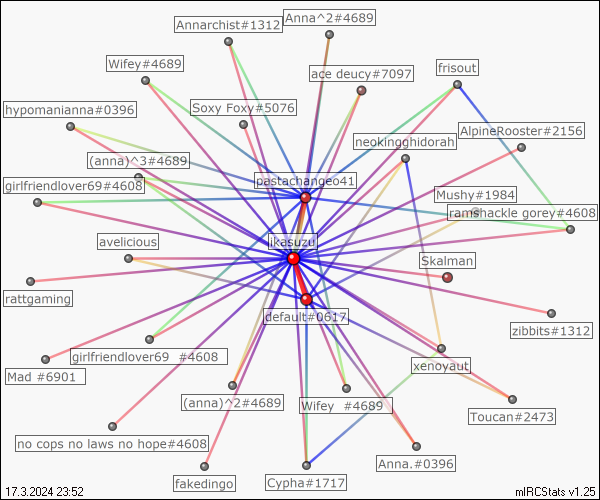 Anna^2#4689
Annarchist#1312
Wifey#4689
frisout
ace deucy#7097
hypomanianna#0396
Soxy Foxy#5076
AlpineRooster#2156
neokingghidorah
(anna)^3#4689
pastachangeo41
girlfriendlover69#4608
Mushy#1984
ramshackle gorey#4608
avelicious
ikasuzu
Skalman
rattgaming
default#0617
zibbits#1312
girlfriendlover69 #4608
xenoyaut
Mad #6901
(anna)^2#4689
Wifey #4689
Toucan#2473
no cops no laws no hope#4608
Anna.#0396
fakedingo
Cypha#1717
17.3.2024 23:52
mIRCStats v1.25